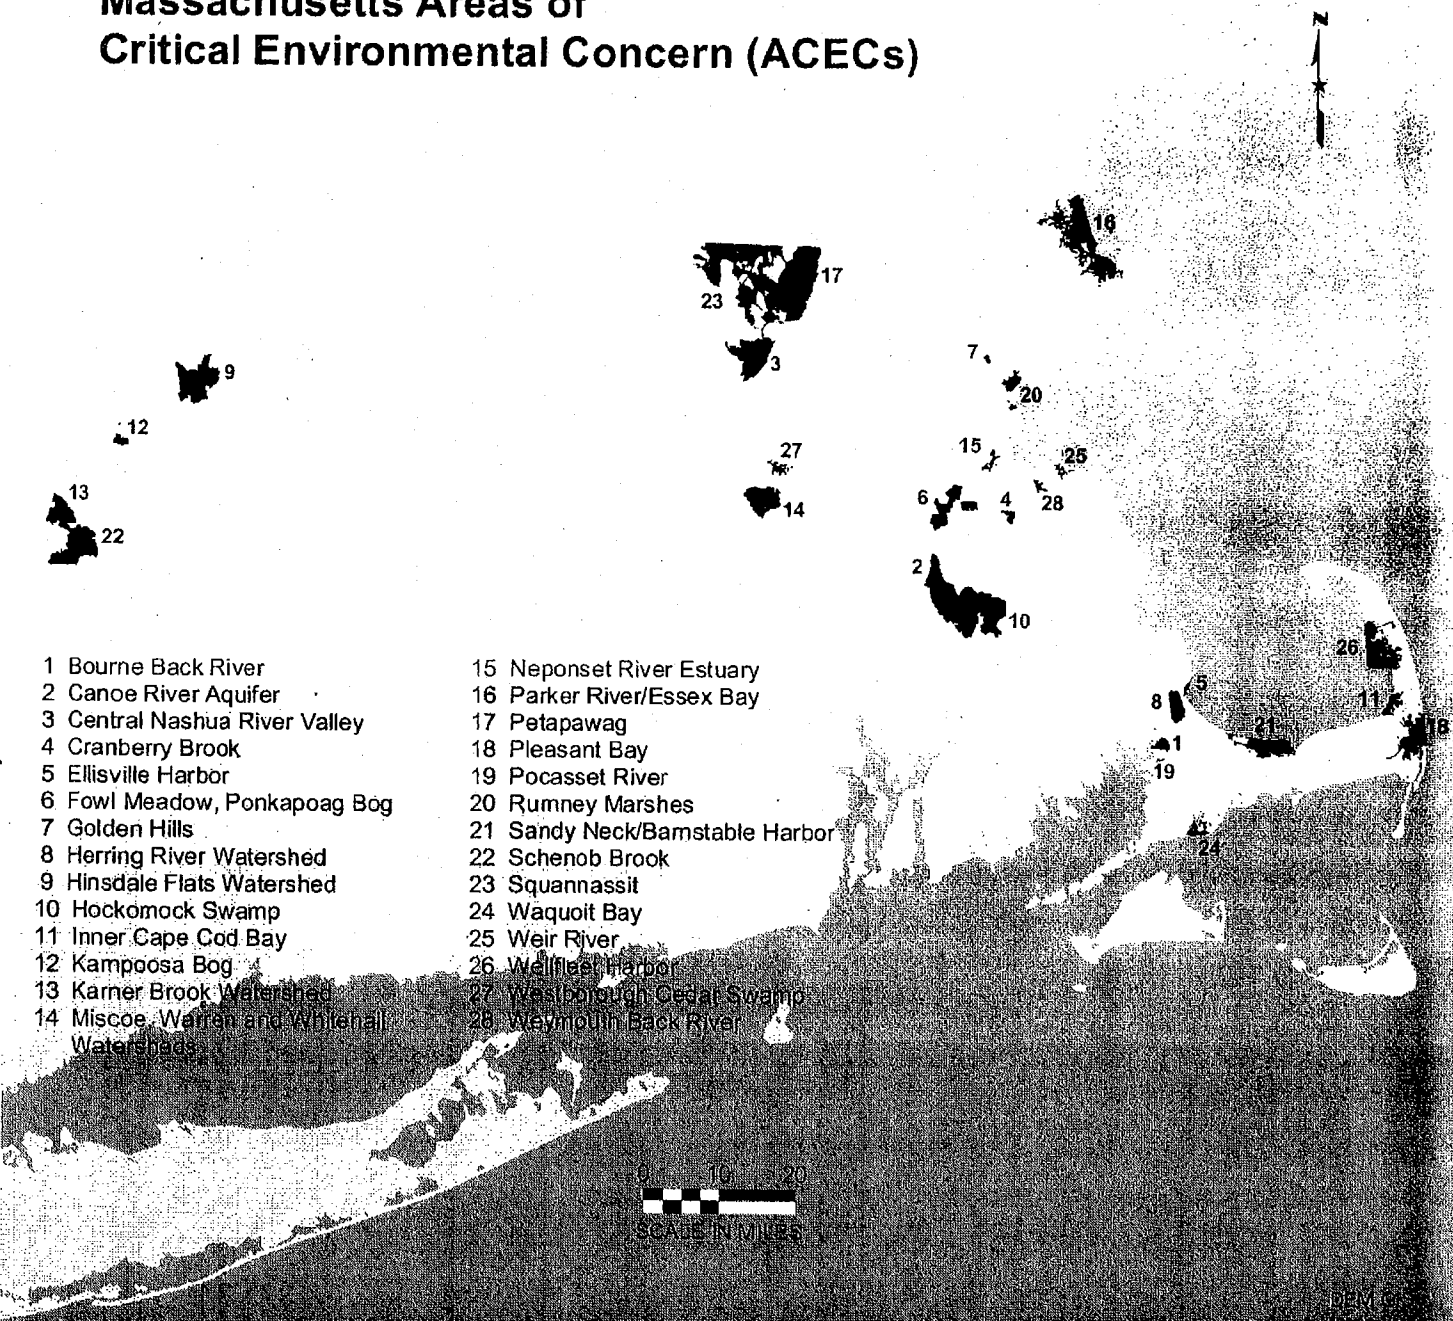 Massachusetts Areas of
Critical Environmental Concern (ACECs)
N
16
17
23
3
7
20
9
12
15
25
27
13
6
4
28
14
22
2
10
26
5
8
11
21
18
1
19
24
1 Bourne Back River
2 Canoe River Aquifer
3 Central Nashua River Valley
4 Cranberry Brook
5 Ellisville Harbor
6 Fowl Meadow, Ponkapoag Bog
7 Golden Hills
8 Herring River Watershed
9 Hinsdale Flats Watershed
10 Hockomock Swamp
11 Inner Cape Cod Bay
12 Kampoosa Bog
13 Karner Brook Watershed
14 Miscoe, Warren and Whitehall
Watersheds
15 Neponset River Estuary
16 Parker River/Essex Bay
17 Petapawag
18 Pleasant Bay
19 Pocasset River
20 Rumney Marshes
21 Sandy Neck/Barnstable Harbor
22 Schenob Brook
23 Squannassit
24 Waquoit Bay
25 Weir River
26 Wellfleet Harbor
27 Westborough Cedar Swamp
28 Weymouth Back River
0 10 20
SCALE IN MILES
DEM